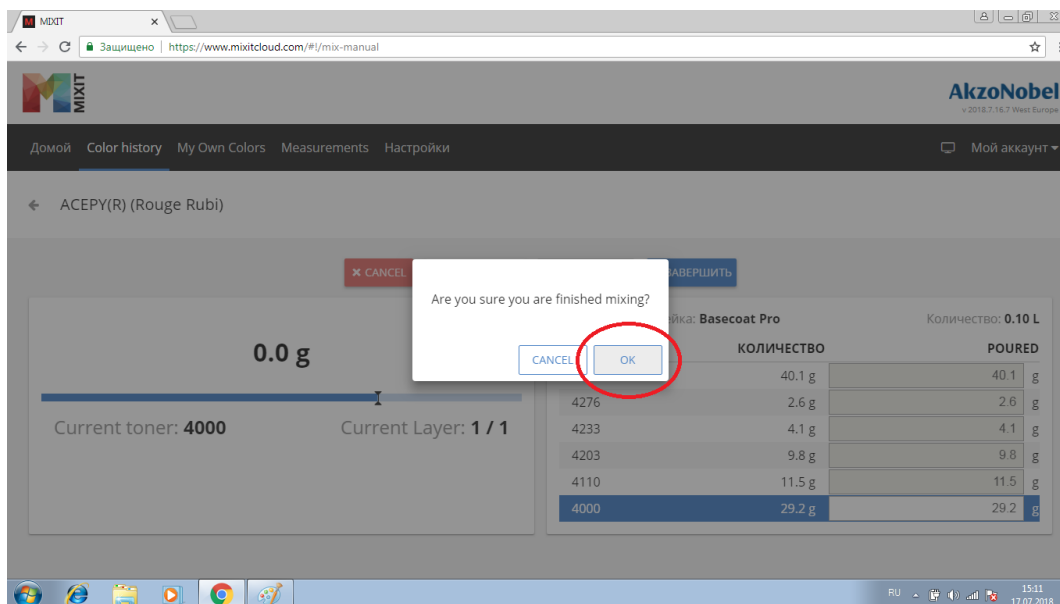 MIXIT
Защищено https://www.mixitcloud.com/#!/mix-manual
MIXIT
AkzoNobel
v 2018.7.16.7 West Europe
Домой Color history My Own Colors Measurements Настройки Мой аккаунт
ACEPY(R) (Rouge Rubi)
CANCEL
Basecoat Pro Количество: 0.10 L
Are you sure you are finished mixing?
CANCEL OK
0.0 g
Current toner: 4000 Current Layer: 1 / 1
КОЛИЧЕСТВО POURED
40.1 g 40.1 g
4276 2.6 g 2.6 g
4233 4.1 g 4.1 g
4203 9.8 g 9.8 g
4110 11.5 g 11.5 g
4000 29.2 g 29.2 g
RU 15:11
17.07.2018